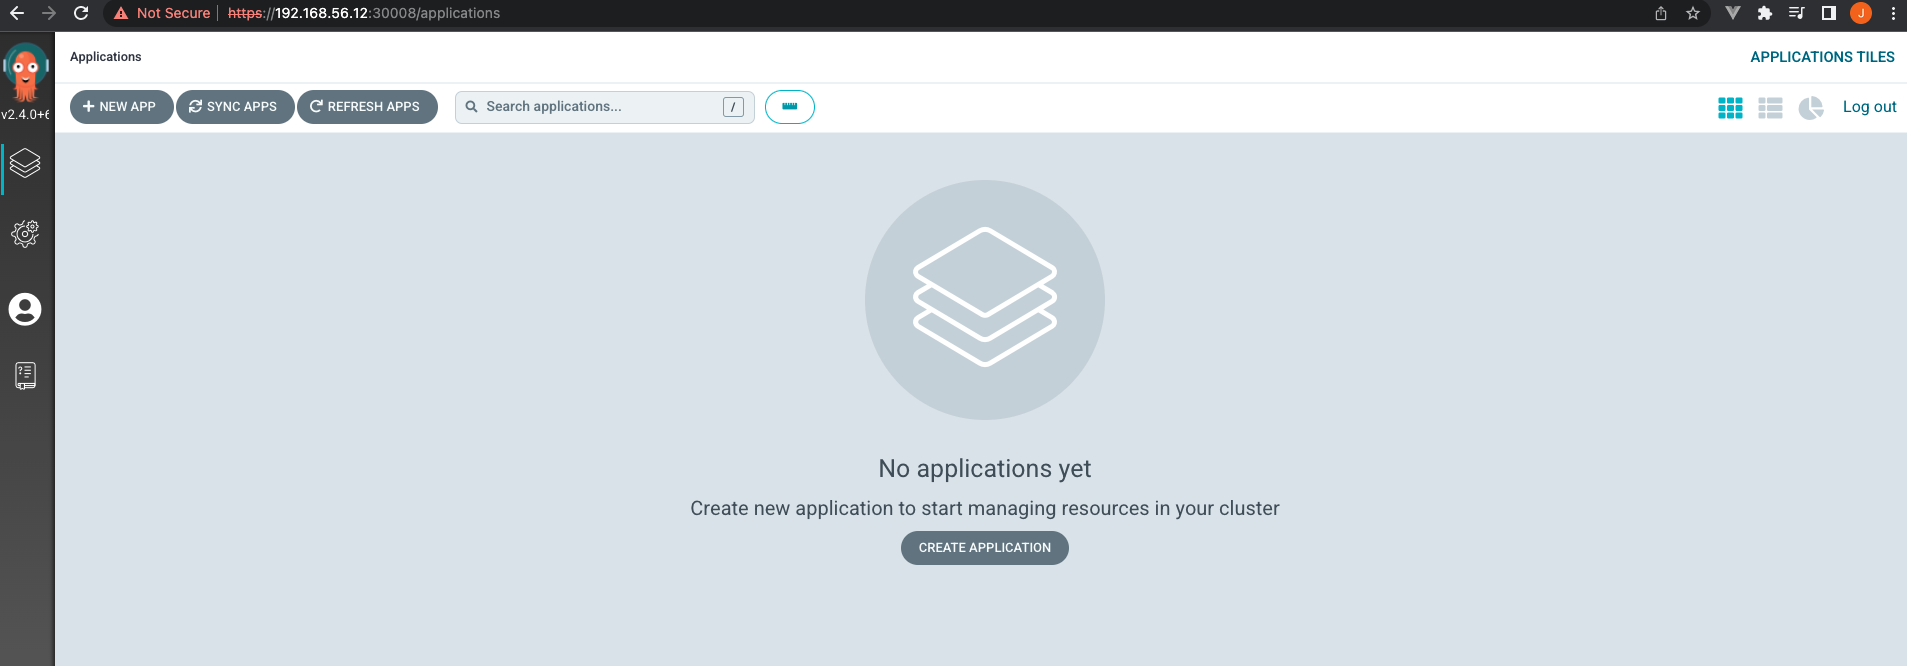 Not Secure https://192.168.56.12:30008/applications J
Applications APPLICATIONS TILES
NEW APP SYNC APPS REFRESH APPS Search applications... / Log out
v2.4.0+6
No applications yet
Create new application to start managing resources in your cluster
CREATE APPLICATION